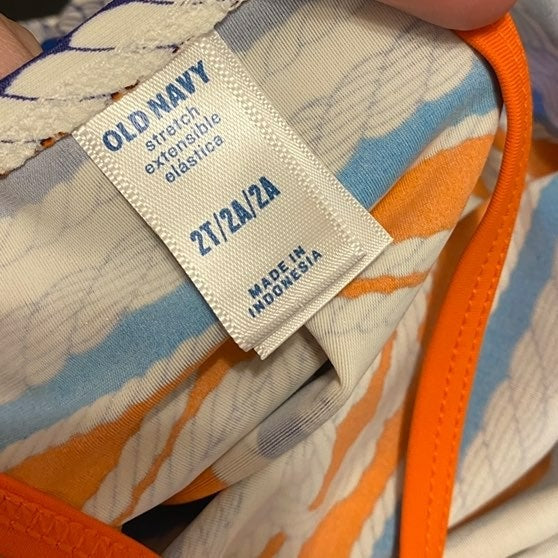 OLD NAVY
stretch
extensible
elástica
2T/2A/2A
MADE IN
INDONESIA